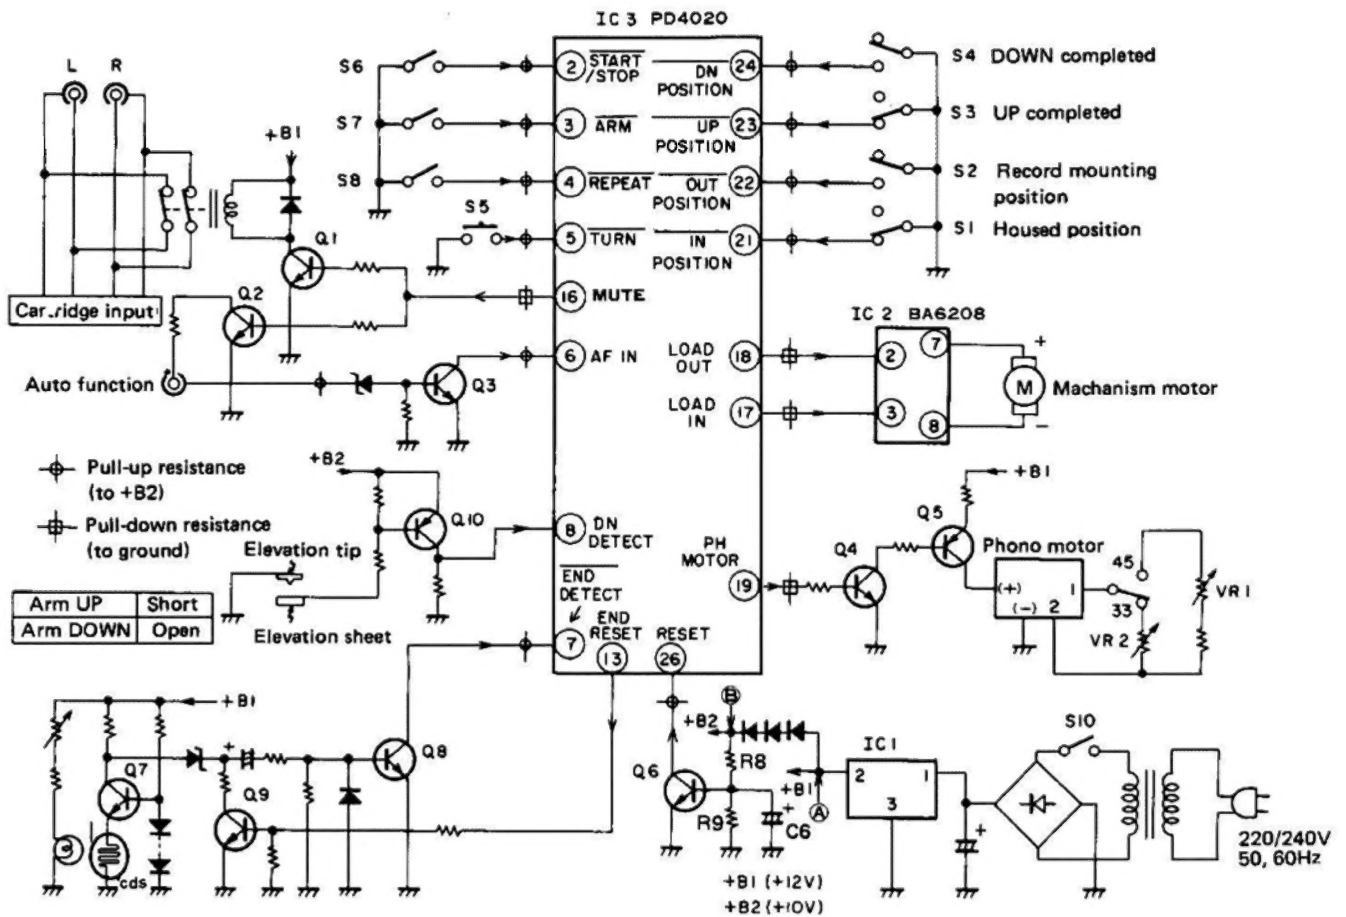 IC 3 PD4020
L R
+B1
S6
S7
S8
S5
2 START /STOP
3 ARM
4 REPEAT
5 TURN
16 MUTE
6 AF IN
8 DN DETECT
END DETECT
7
END RESET
13
RESET
26
DN POSITION 24
UP POSITION 23
OUT POSITION 22
IN POSITION 21
LOAD OUT 18
LOAD IN 17
PH MOTOR 19
S4 DOWN completed
S3 UP completed
S2 Record mounting position
S1 Housed position
Q1
Q2
Car.ridge input
Auto function
Q3
IC 2 BA6208
2 7
3 8
+
M
−
Machanism motor
Pull-up resistance
(to +B2)
Pull-down resistance
(to ground)
+B2
Q10
Elevation tip
Elevation sheet
Arm UP Short
Arm DOWN Open
+B1
Q5
Q4
Phono motor
(+) 1
(−) 2
45
33
VR 1
VR 2
+B1
Q7
cds
+
Q9
Q8
Q6
B
+B2
R8
+B1
A
R9
+
C6
IC 1
2 1
3
+
S10
220/240V
50, 60Hz
+B1 (+12V)
+B2 (+10V)